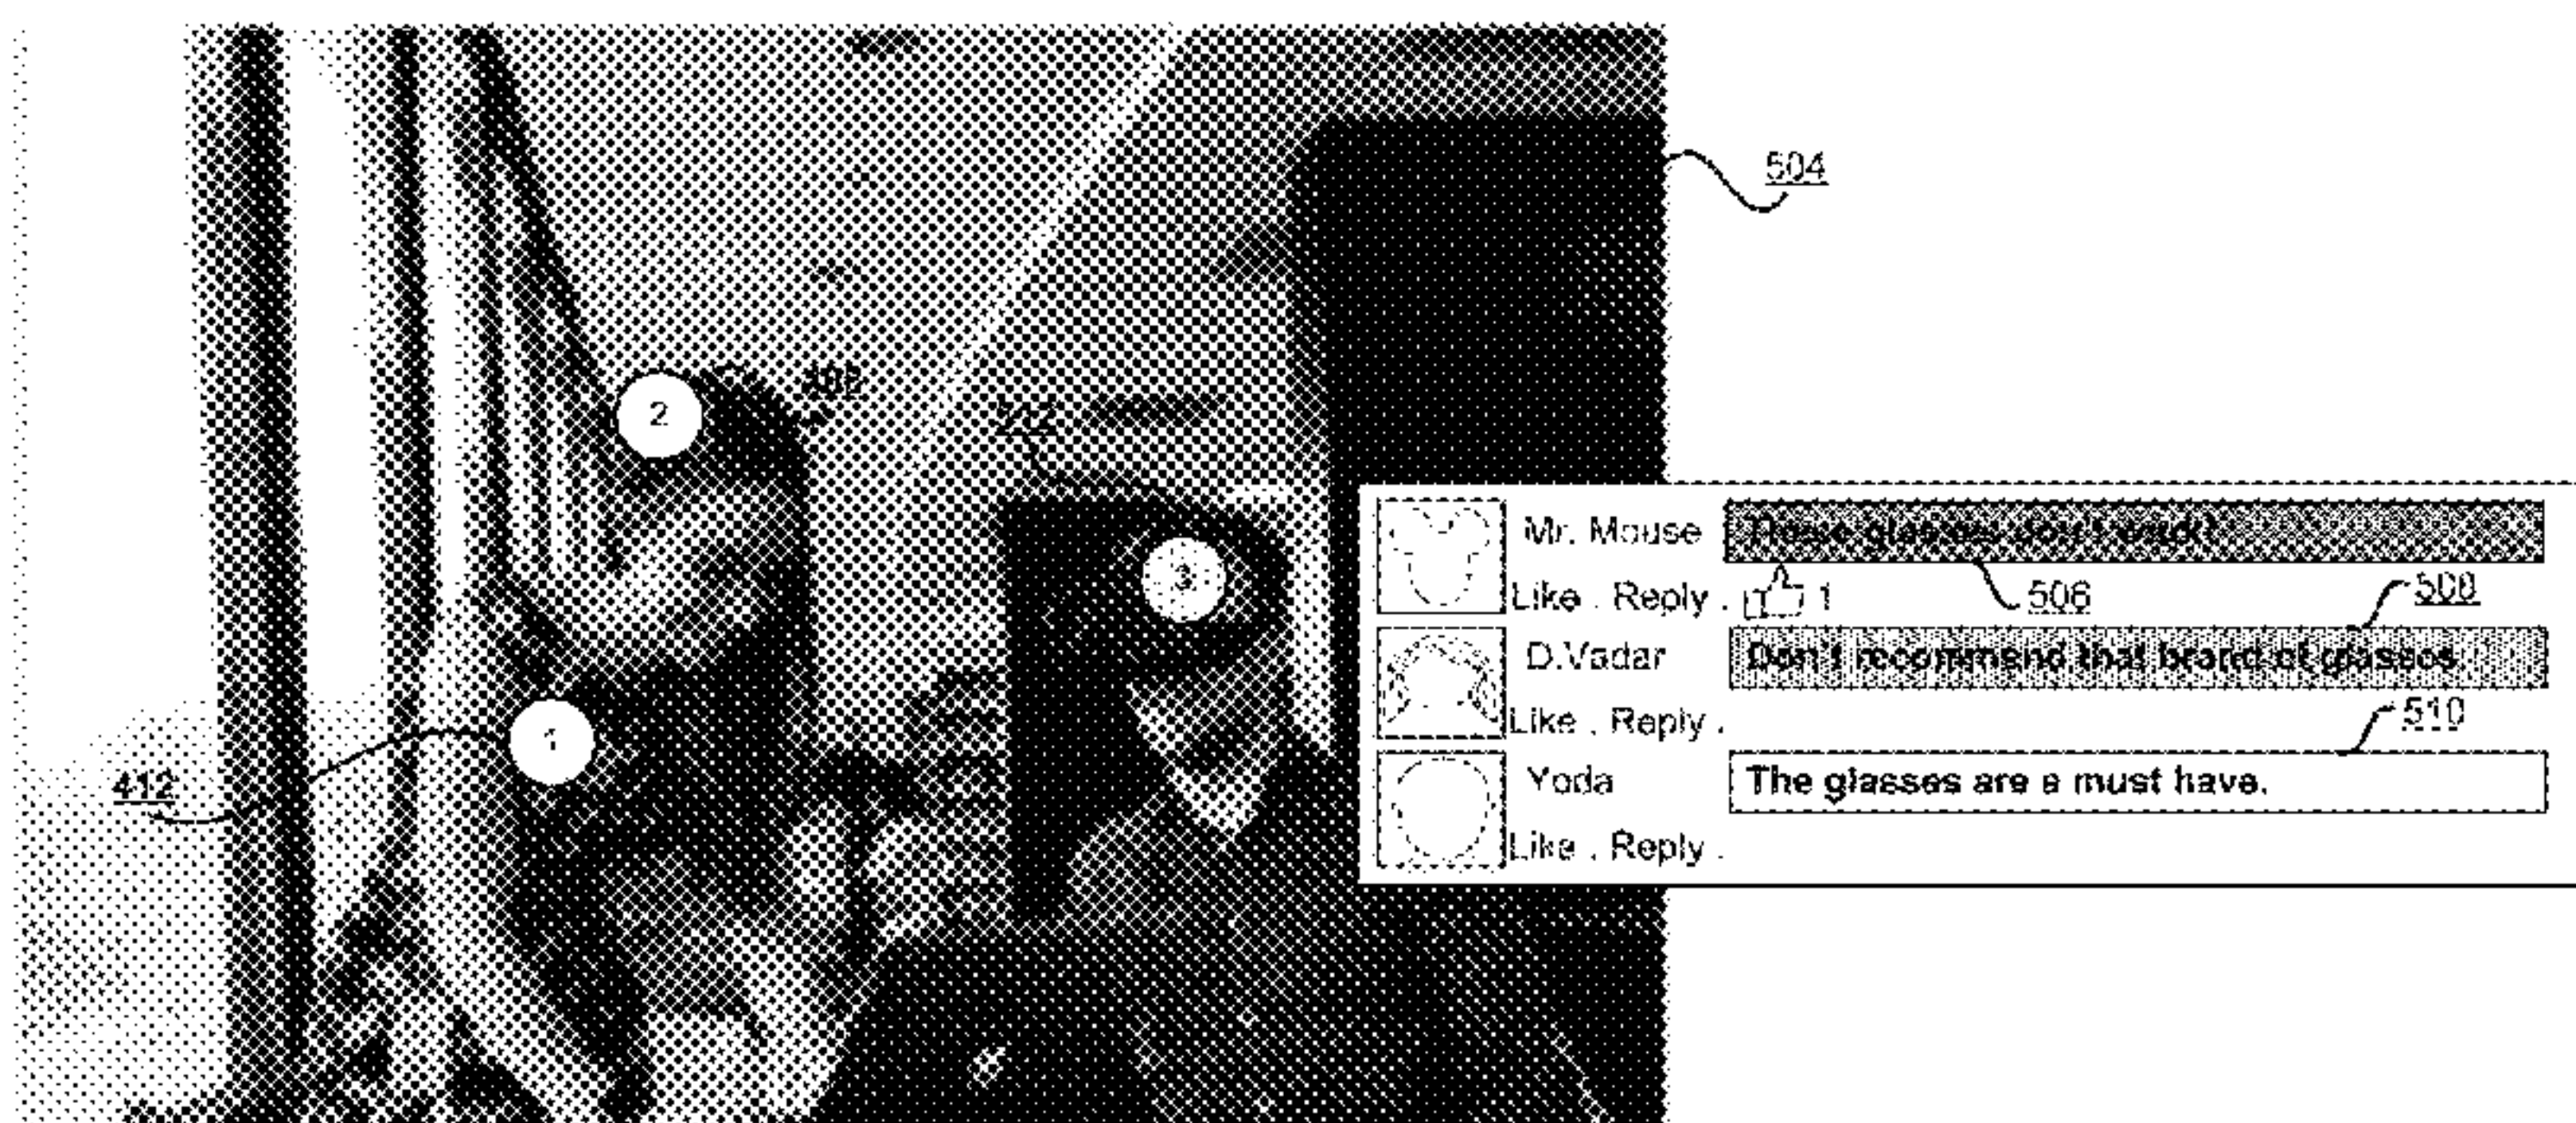 504
2
Mr. Mouse
3
Like . Reply . 1
506
508
D.Vadar
Don't recommend that brand of glasses
Like . Reply .
510
1
412
Yoda
The glasses are a must have.
Like . Reply .